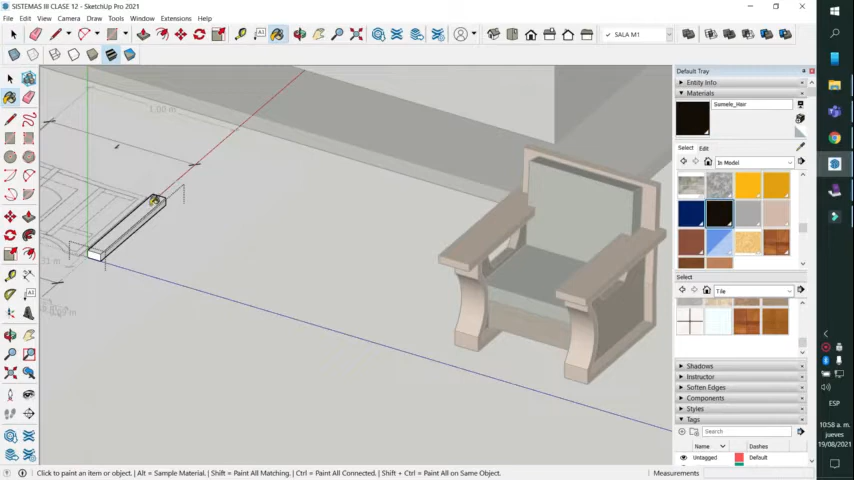 SISTEMAS III CLASE 12 - SketchUp Pro 2021
File Edit View Camera Draw Tools Window Extensions Help
SALA M1
Default Tray
Entity Info
Materials
Sumele_Hair
Select Edit
In Model
Select
Tile
Shadows
Instructor
Soften Edges
Components
Styles
Tags
Search
Name Dashes
Untagged Default
1.00 m
ESP
10:58 a. m.
jueves
19/08/2021
Click to paint an item or object. | Alt = Sample Material. | Shift = Paint All Matching. | Ctrl = Paint All Connected. | Shift + Ctrl = Paint All on Same Object.
Measurements